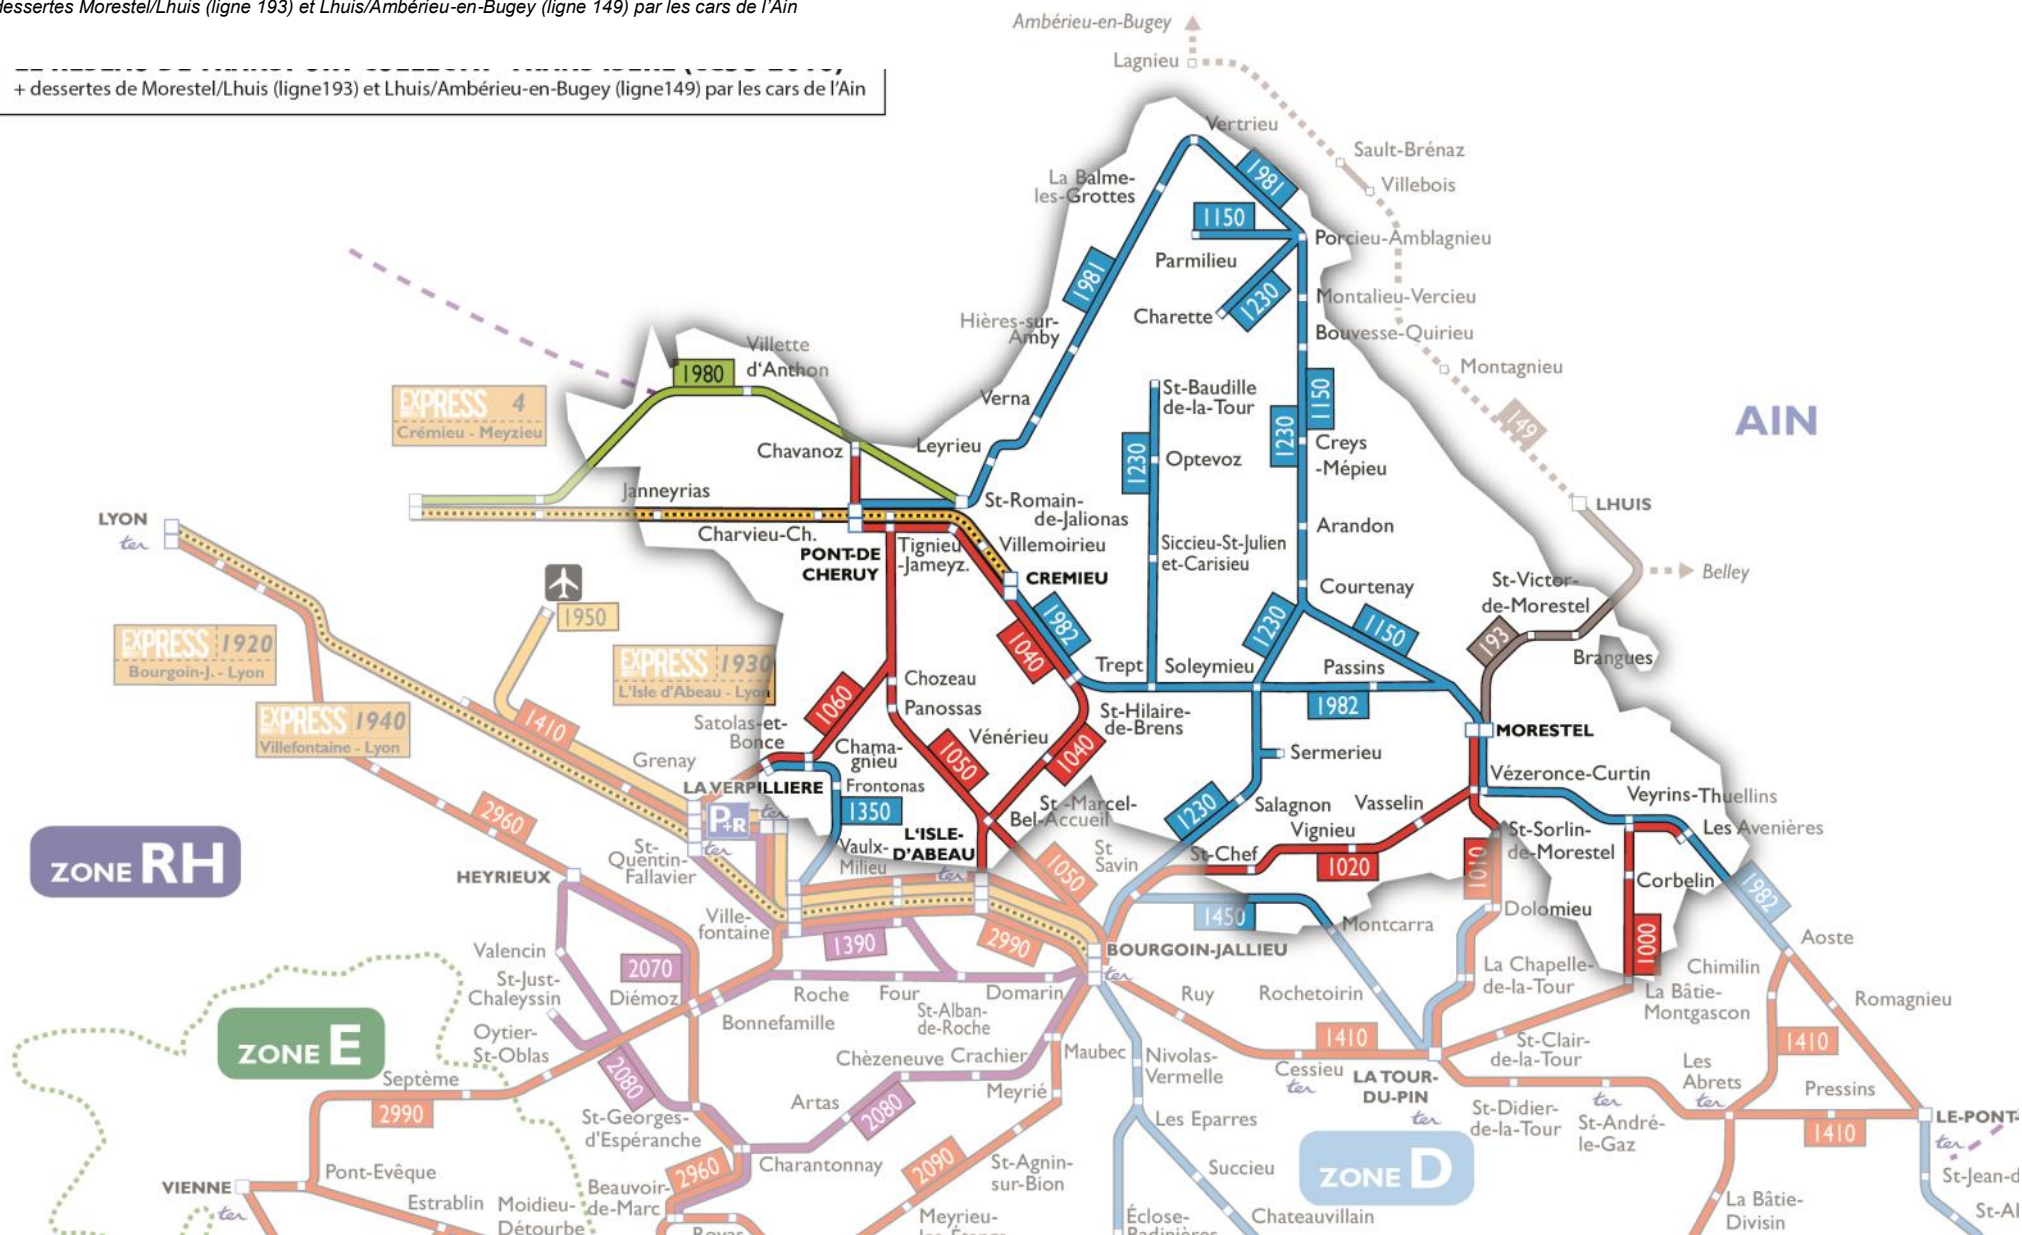 dessertes Morestel/Lhuis (ligne 193) et Lhuis/Ambérieu-en-Bugey (ligne 149) par les cars de l'Ain
+ dessertes de Morestel/Lhuis (ligne193) et Lhuis/Ambérieu-en-Bugey (ligne149) par les cars de l'Ain
Ambérieu-en-Bugey
Lagnieu
Vertrieu
Sault-Brénaz
Villebois
La Balme-
les-Grottes
1981
1150
Porcieu-Amblagnieu
Parmilieu
1981
1230
Charette
Montalieu-Vercieu
Hières-sur-
Amby
Bouvesse-Quirieu
Montagnieu
Villette
d'Anthon
1980
EXPRESS 4
Crémieu - Meyzieu
Verna
St-Baudille
de-la-Tour
1150
1230
149
AIN
Chavanoz
Leyrieu
1230
Optevoz
Creys
-Mépieu
Janneyrias
St-Romain-
de-Jalionas
LHUIS
LYON
ter
Charvieu-Ch.
PONT-DE
CHERUY
Tignieu
-Jameyz.
Villemoirieu
Siccieu-St-Julien
et-Carisieu
Arandon
CREMIEU
Courtenay
St-Victor-
de-Morestel
Belley
1950
EXPRESS 1920
Bourgoin-J. - Lyon
EXPRESS 1930
L'Isle d'Abeau - Lyon
1982
1040
1230
1150
193
Brangues
Chozeau
Trept
Soleymieu
Passins
1982
1060
Panossas
St-Hilaire-
de-Brens
EXPRESS 1940
Villefontaine - Lyon
1410
Satolas-et-
Bonce
Chama-
gnieu
Vénérieu
1040
MORESTEL
1050
Sermerieu
Grenay
LA VERPILLIERE
Frontonas
1350
P+R
ter
ter
Vézeronce-Curtin
Veyrins-Thuellins
2960
1230
Salagnon
Vasselin
Vignieu
St-Marcel-
Bel-Accueil
Les Avenières
L'ISLE-
D'ABEAU
ter
Vaulx-
Milieu
St-Sorlin-
de-Morestel
ZONE RH
HEYRIEUX
St-
Quentin-
Fallavier
St
Savin
St-Chef
1020
1010
Corbelin
1050
1982
Ville-
fontaine
1450
Montcarra
Dolomieu
1390
2990
BOURGOIN-JALLIEU
ter
1000
Aoste
Valencin
2070
St-Just-
Chaleyssin
Diémoz
Roche
Four
Domarin
Ruy
Rochetoirin
La Chapelle-
de-la-Tour
Chimilin
La Bâtie-
Montgascon
Romagnieu
Bonnefamille
St-Alban-
de-Roche
ZONE E
Oytier-
St-Oblas
2080
Chèzeneuve
Crachier
Maubec
Nivolas-
Vermelle
1410
Cessieu
ter
St-Clair-
de-la-Tour
1410
Septème
2990
Meyrié
LA TOUR-
DU-PIN
ter
Les
Abrets
ter
Pressins
St-Georges-
d'Espéranche
Artas
2080
Les Eparres
St-Didier-
de-la-Tour
ter
St-André-
le-Gaz
1410
LE-PONT-
ter
Pont-Evêque
2960
Charantonnay
2090
St-Agnin-
sur-Bion
Succieu
ZONE D
St-Jean-d
VIENNE
ter
Estrablin
Moidieu-
Détourbe
Beauvoir-
de-Marc
Meyrieu-
Éclose-
Badinières
Chateauvillain
La Bâtie-
Divisin
St-Al